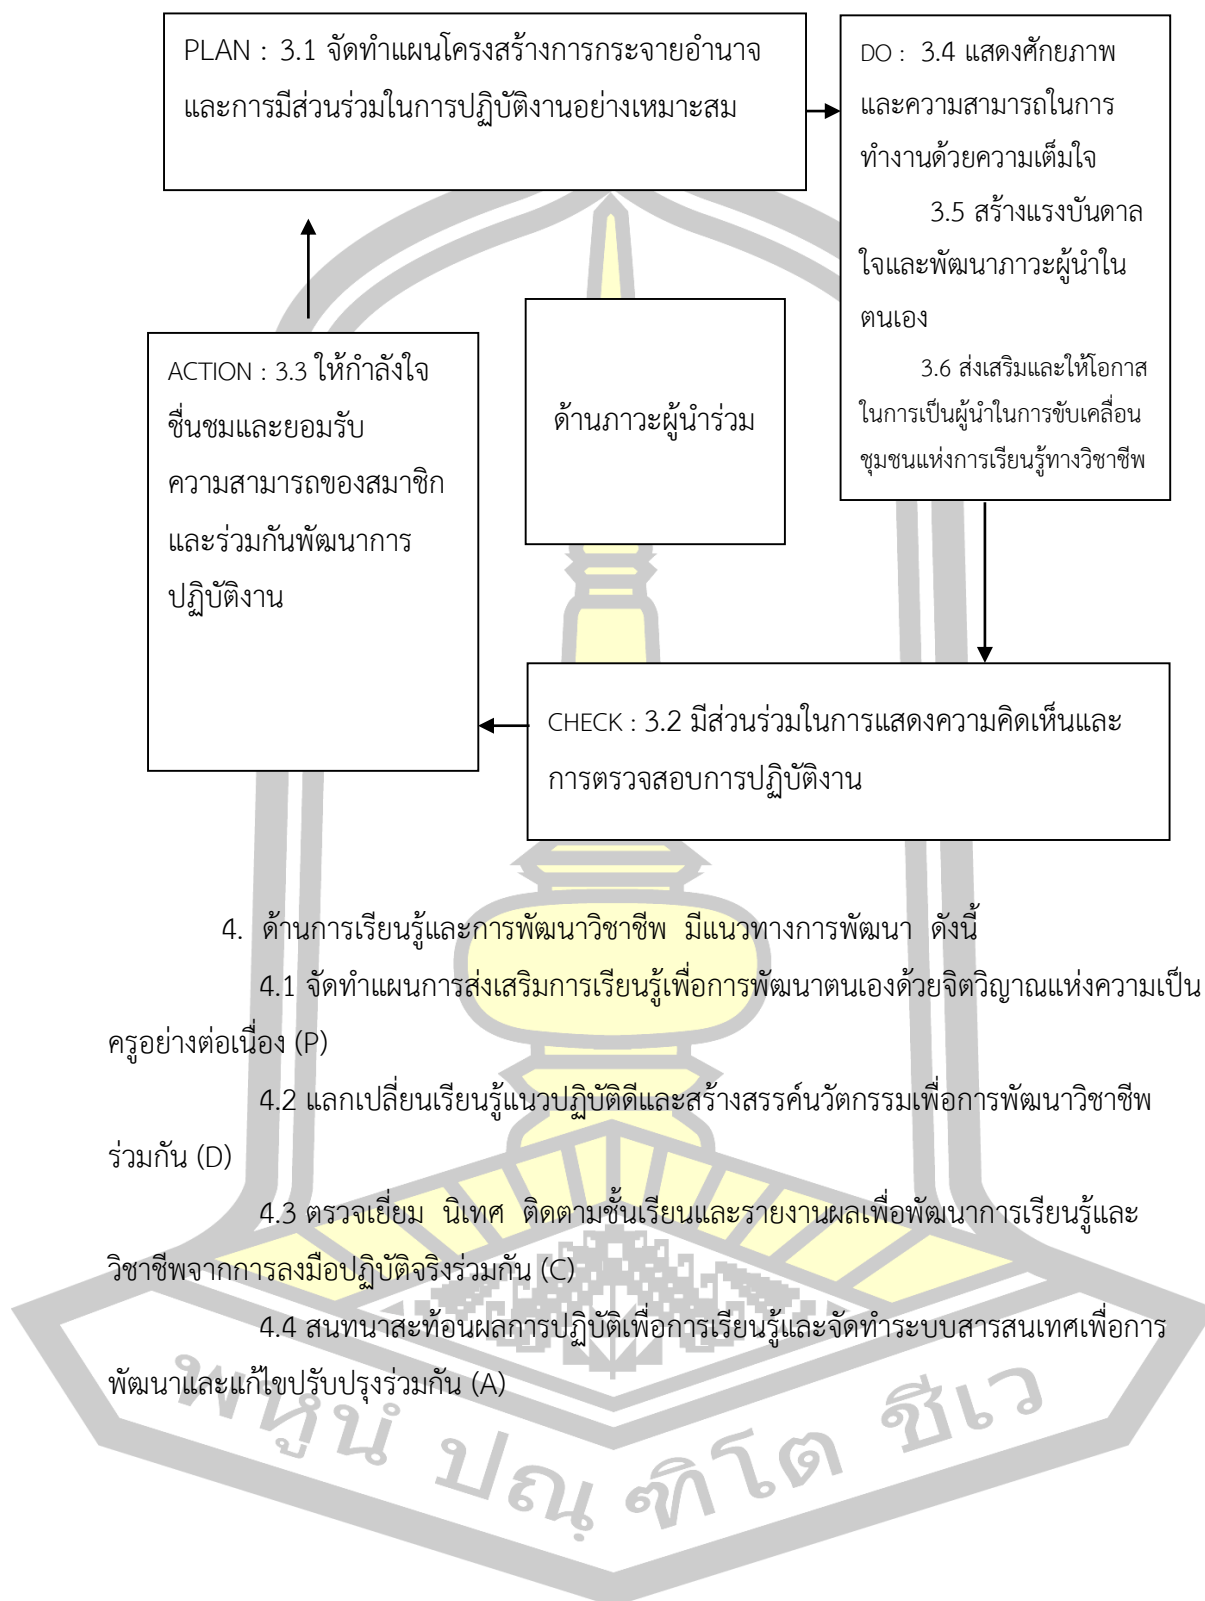 PLAN : 3.1 จัดทำแผนโครงสร้างการกระจายอำนาจ
และการมีส่วนร่วมในการปฏิบัติงานอย่างเหมาะสม
DO : 3.4 แสดงศักยภาพ
และความสามารถในการ
ทำงานด้วยความเต็มใจ
3.5 สร้างแรงบันดาล
ใจและพัฒนาภาวะผู้นำใน
ตนเอง
3.6 ส่งเสริมและให้โอกาส
ในการเป็นผู้นำในการขับเคลื่อน
ชุมชนแห่งการเรียนรู้ทางวิชาชีพ
ด้านภาวะผู้นำร่วม
ACTION : 3.3 ให้กำลังใจ
ชื่นชมและยอมรับ
ความสามารถของสมาชิก
และร่วมกันพัฒนาการ
ปฏิบัติงาน
CHECK : 3.2 มีส่วนร่วมในการแสดงความคิดเห็นและ
การตรวจสอบการปฏิบัติงาน
4. ด้านการเรียนรู้และการพัฒนาวิชาชีพ มีแนวทางการพัฒนา ดังนี้
4.1 จัดทำแผนการส่งเสริมการเรียนรู้เพื่อการพัฒนาตนเองด้วยจิตวิญาณแห่งความเป็น
ครูอย่างต่อเนื่อง (P)
4.2 แลกเปลี่ยนเรียนรู้แนวปฏิบัติดีและสร้างสรรค์นวัตกรรมเพื่อการพัฒนาวิชาชีพ
ร่วมกัน (D)
4.3 ตรวจเยี่ยม นิเทศ ติดตามชั้นเรียนและรายงานผลเพื่อพัฒนาการเรียนรู้และ
วิชาชีพจากการลงมือปฏิบัติจริงร่วมกัน (C)
4.4 สนทนาสะท้อนผลการปฏิบัติเพื่อการเรียนรู้และจัดทำระบบสารสนเทศเพื่อการ
พัฒนาและแก้ไขปรับปรุงร่วมกัน (A)
พหูนํ ปณฺ ฑิโต ชีเว